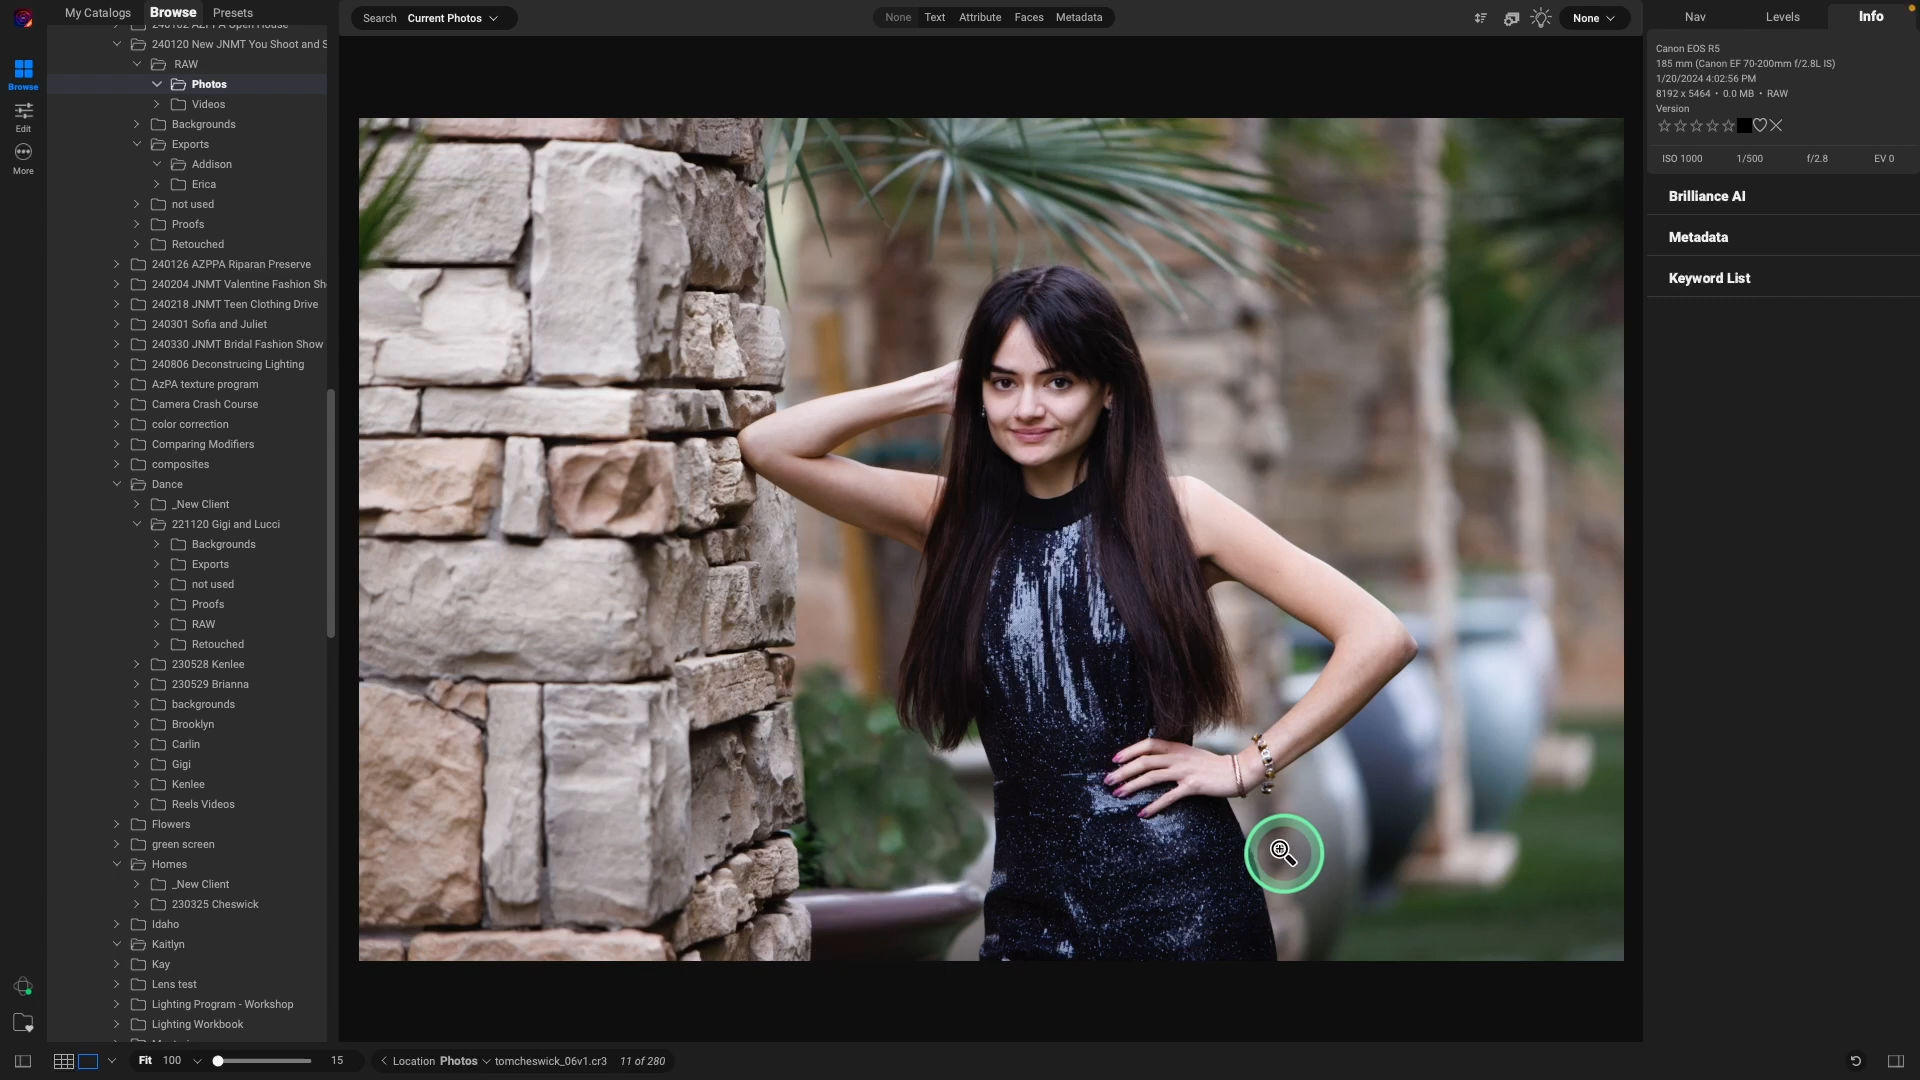 My Catalogs Browse Presets
Search Current Photos
None Text Attribute Faces Metadata
None
Nav Levels Info
Browse
Edit
More
240120 New JNMT You Shoot and S
RAW
Photos
Videos
Backgrounds
Exports
Addison
Erica
not used
Proofs
Retouched
240126 AZPPA Riparan Preserve
240204 JNMT Valentine Fashion Sh
240218 JNMT Teen Clothing Drive
240301 Sofia and Juliet
240330 JNMT Bridal Fashion Show
240806 Deconstrucing Lighting
AzPA texture program
Camera Crash Course
color correction
Comparing Modifiers
composites
Dance
_New Client
221120 Gigi and Lucci
Backgrounds
Exports
not used
Proofs
RAW
Retouched
230528 Kenlee
230529 Brianna
backgrounds
Brooklyn
Carlin
Gigi
Kenlee
Reels Videos
Flowers
green screen
Homes
_New Client
230325 Cheswick
Idaho
Kaitlyn
Kay
Lens test
Lighting Program - Workshop
Lighting Workbook
Canon EOS R5
185 mm (Canon EF 70-200mm f/2.8L IS)
1/20/2024 4:02:56 PM
8192 x 5464 • 0.0 MB • RAW
Version
ISO 1000 1/500 f/2.8 EV 0
Brilliance AI
Metadata
Keyword List
Fit 100 15 Location Photos tomcheswick_06v1.cr3 11 of 280